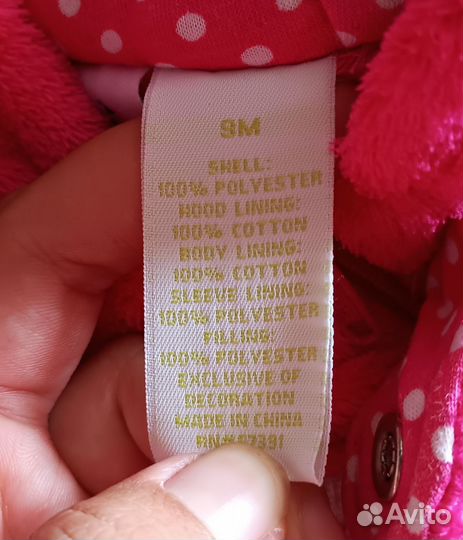 9M
SHELL:
100% POLYESTER
HOOD LINING:
100% COTTON
BODY LINING:
100% COTTON
SLEEVE LINING:
100% POLYESTER
FILLING:
100% POLYESTER
EXCLUSIVE OF
DECORATION
MADE IN CHINA
Avito